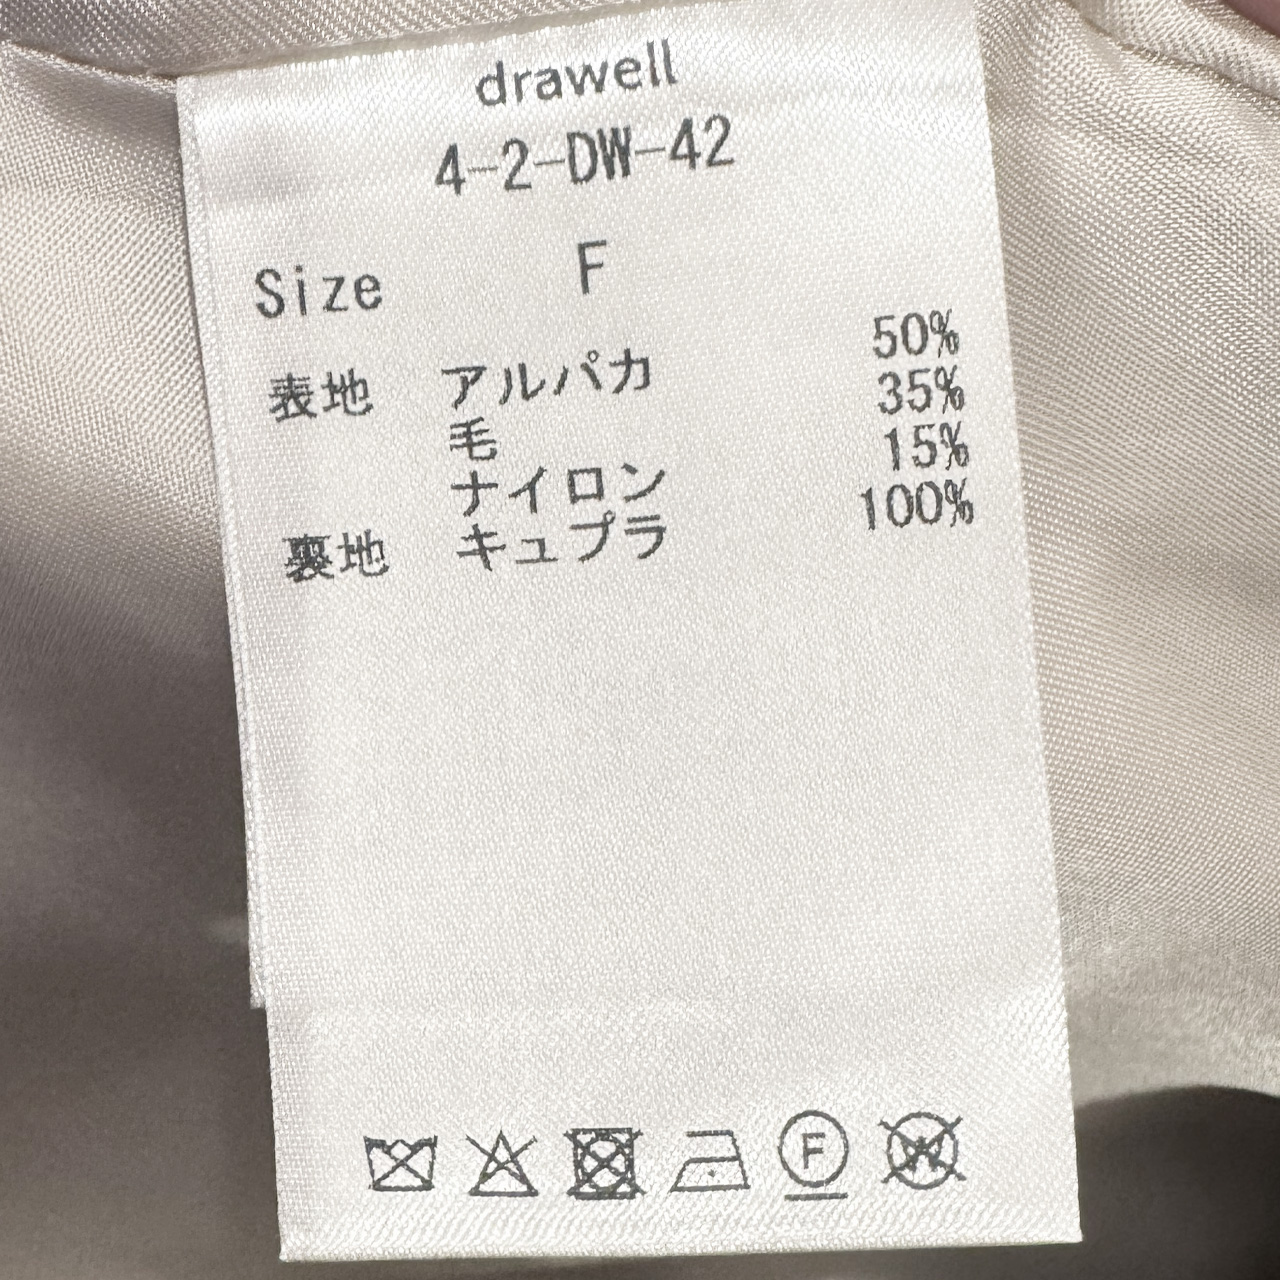 drawell
4-2-DW-42
Size F
表地 アルパカ 50%
毛 35%
ナイロン 15%
裏地 キュプラ 100%
F
W